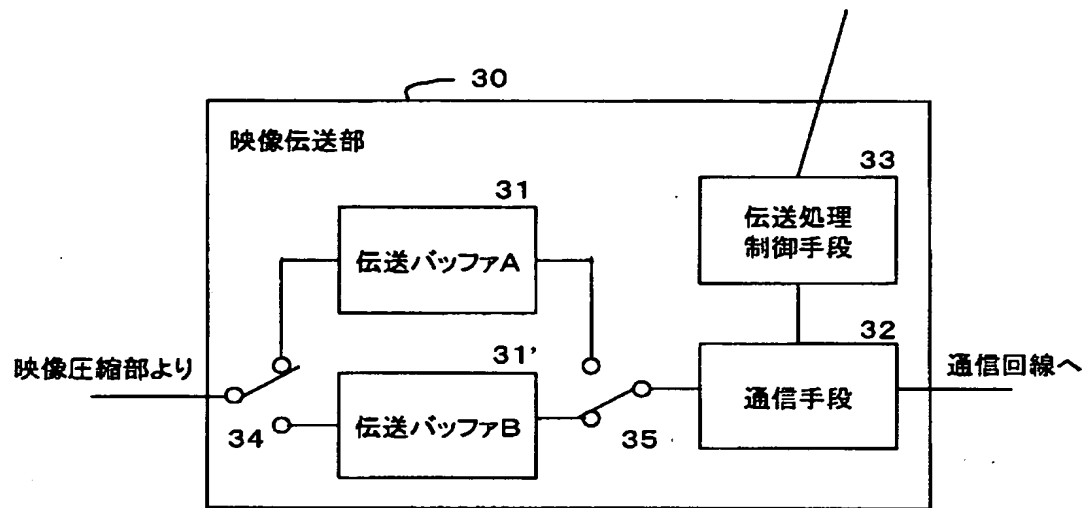 30
映像伝送部
33
31
伝送処理
制御手段
伝送バッファA
32
映像圧縮部より
31'
通信回線へ
通信手段
34
伝送バッファB
35